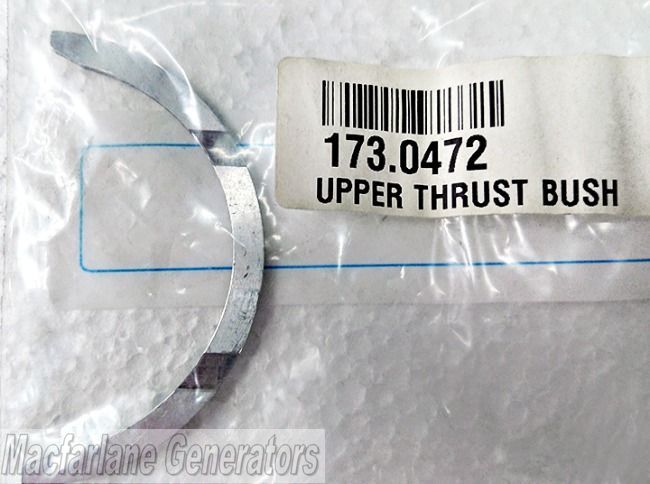 173.0472
UPPER THRUST BUSH
Macfarlane Generators